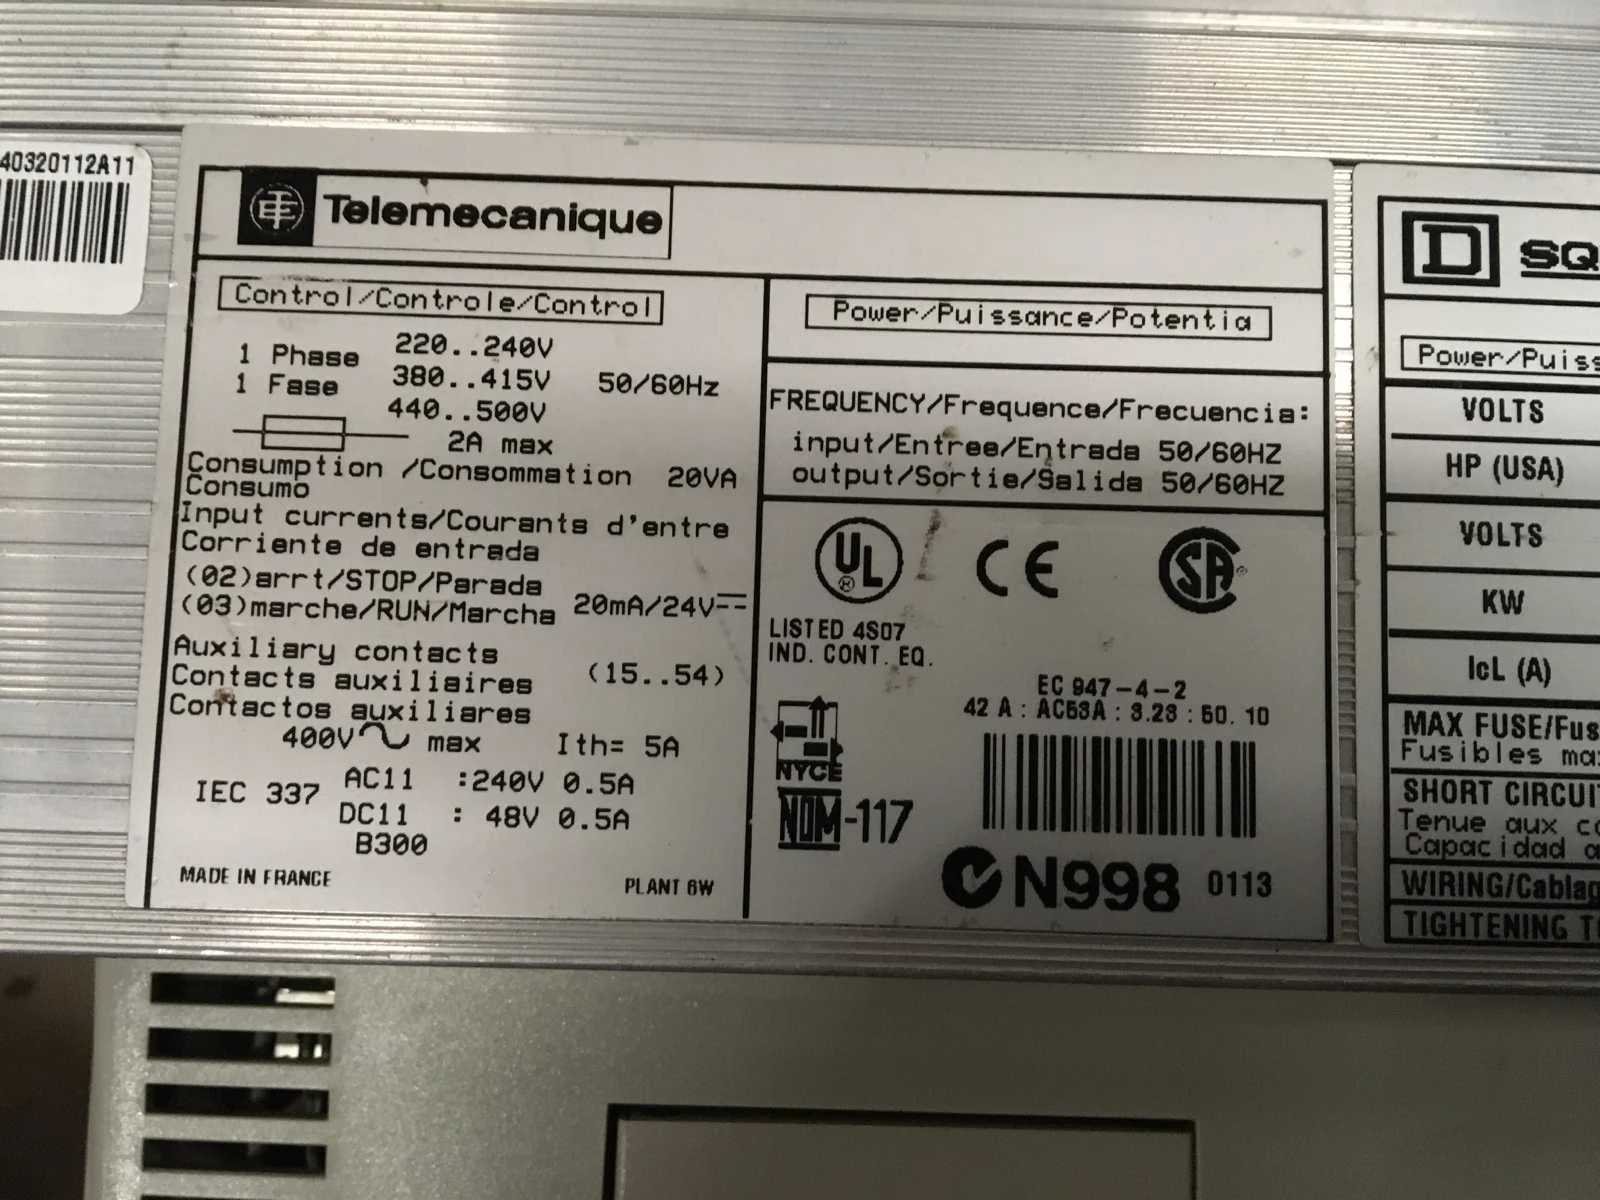 40320112A11
Telemecanique
Control/Controle/Control
1 Phase 220..240V
1 Fase 380..415V 50/60Hz
440..500V
2A max
Consumption /Consommation 20VA
Consumo
Input currents/Courants d'entre
Corriente de entrada
(02)arrt/STOP/Parada
(03)marche/RUN/Marcha 20mA/24V
Auxiliary contacts
Contacts auxiliaires (15..54)
Contactos auxiliares
400V max Ith= 5A
IEC 337 AC11 :240V 0.5A
DC11 : 48V 0.5A
B300
MADE IN FRANCE PLANT 6W
Power/Puissance/Potentia
FREQUENCY/Frequence/Frecuencia:
input/Entree/Entrada 50/60HZ
output/Sortie/Salida 50/60HZ
UL ® CE SA
LISTED 4S07
IND. CONT. EQ.
EC 947-4-2
42 A : AC53A : 3.23 : 50. 10
NYCE
NOM-117
N998 0113
D SQ
Power/Puiss
VOLTS
HP (USA)
VOLTS
KW
IcL (A)
MAX FUSE/Fus
Fusibles ma
SHORT CIRCUI
Tenue aux c
Capacidad a
WIRING/Cablag
TIGHTENING T